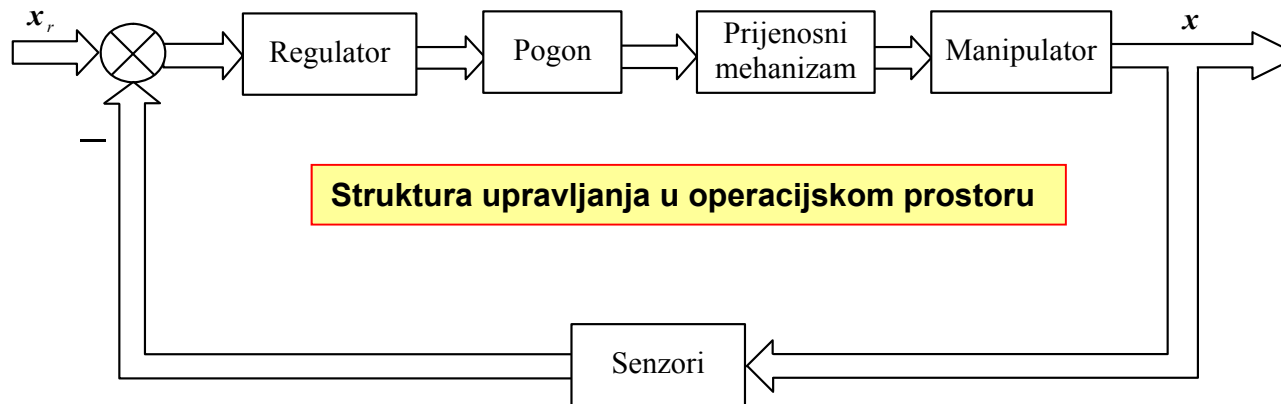 x_r
Regulator
Pogon
Prijenosni
mehanizam
Manipulator
x
–
Struktura upravljanja u operacijskom prostoru
Senzori